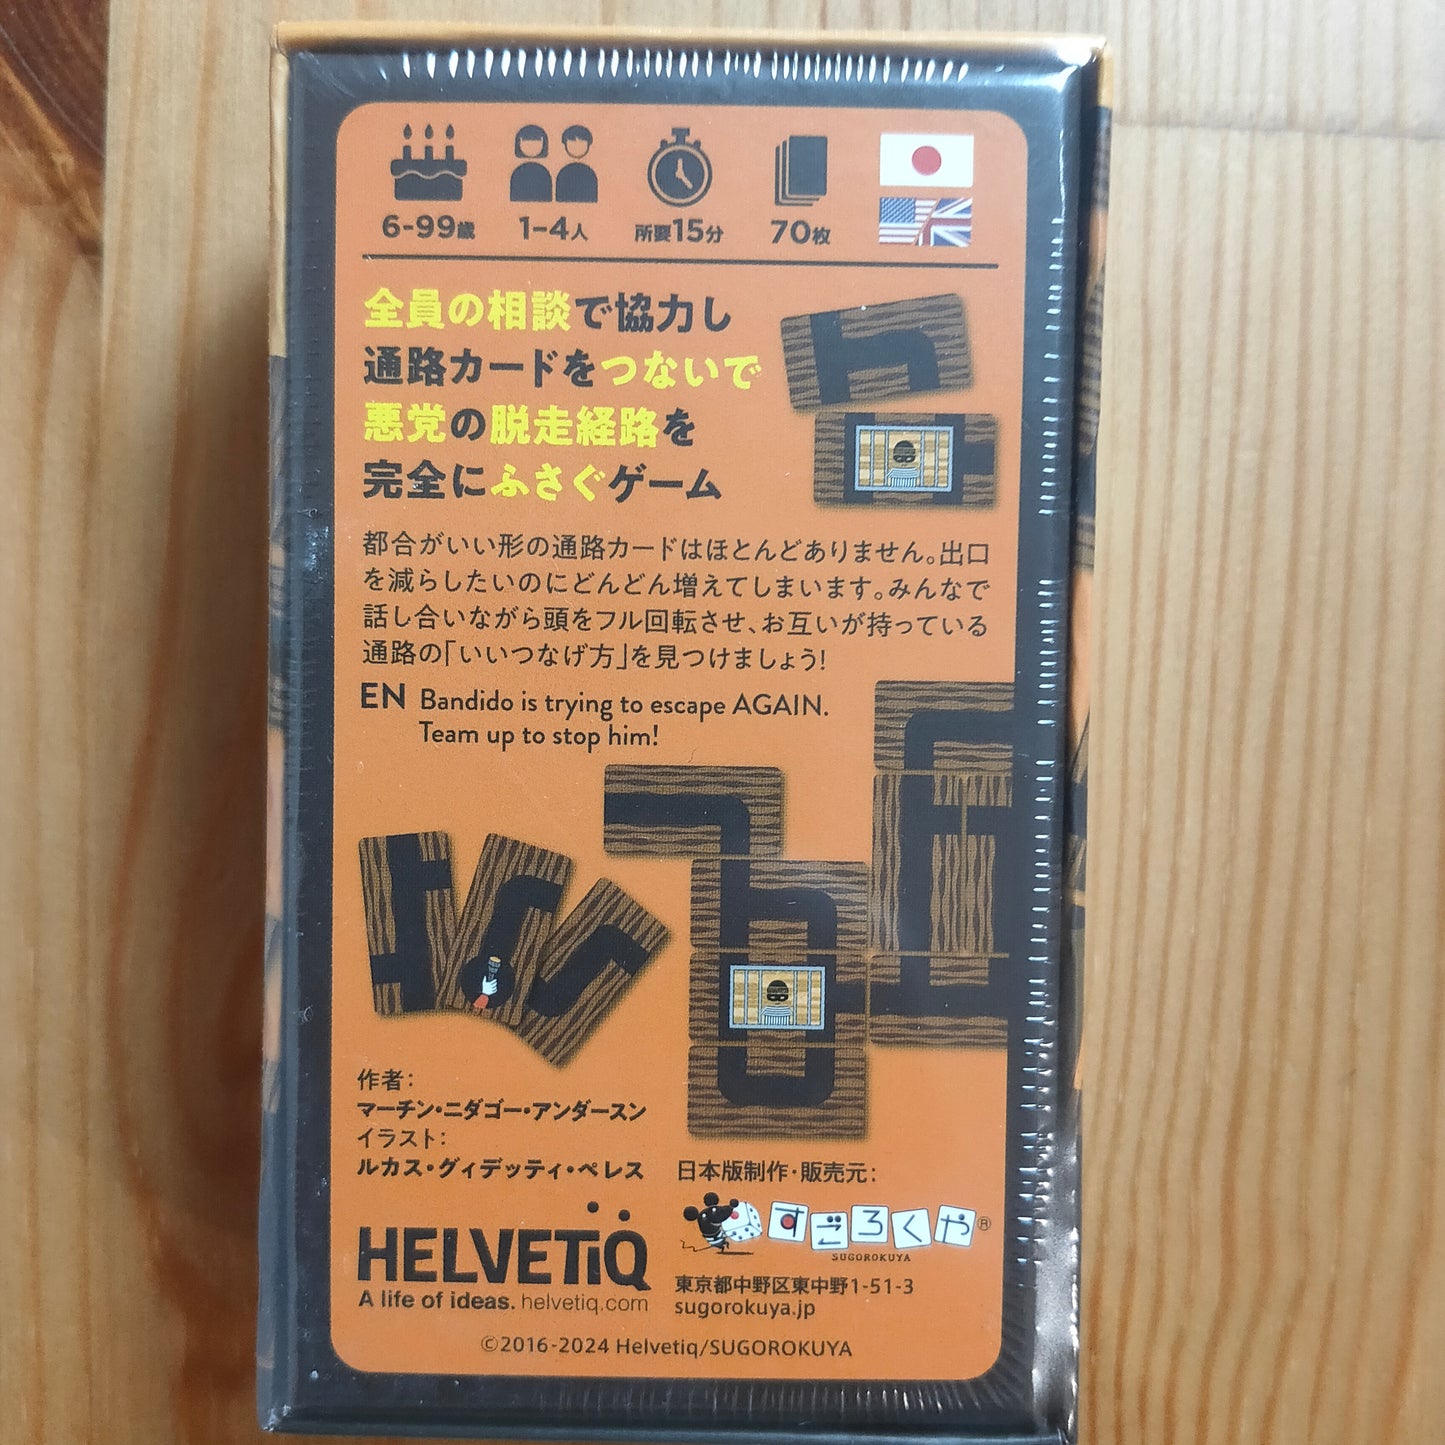 6-99歳 1-4人 所要15分 70枚
全員の相談で協力し
通路カードをつないで
悪党の脱走経路を
完全にふさぐゲーム
都合がいい形の通路カードはほとんどありません。出口
を減らしたいのにどんどん増えてしまいます。みんなで
話し合いながら頭をフル回転させ、お互いが持っている
通路の「いいつなげ方」を見つけましょう!
EN Bandido is trying to escape AGAIN.
Team up to stop him!
作者:
マーチン・ニダゴー・アンダースン
イラスト:
ルカス・グィデッティ・ペレス
HELVETiQ
A life of ideas. helvetiq.com
日本版制作・販売元:
すごろくや®
SUGOROKUYA
東京都中野区東中野1-51-3
sugorokuya.jp
©2016-2024 Helvetiq/SUGOROKUYA